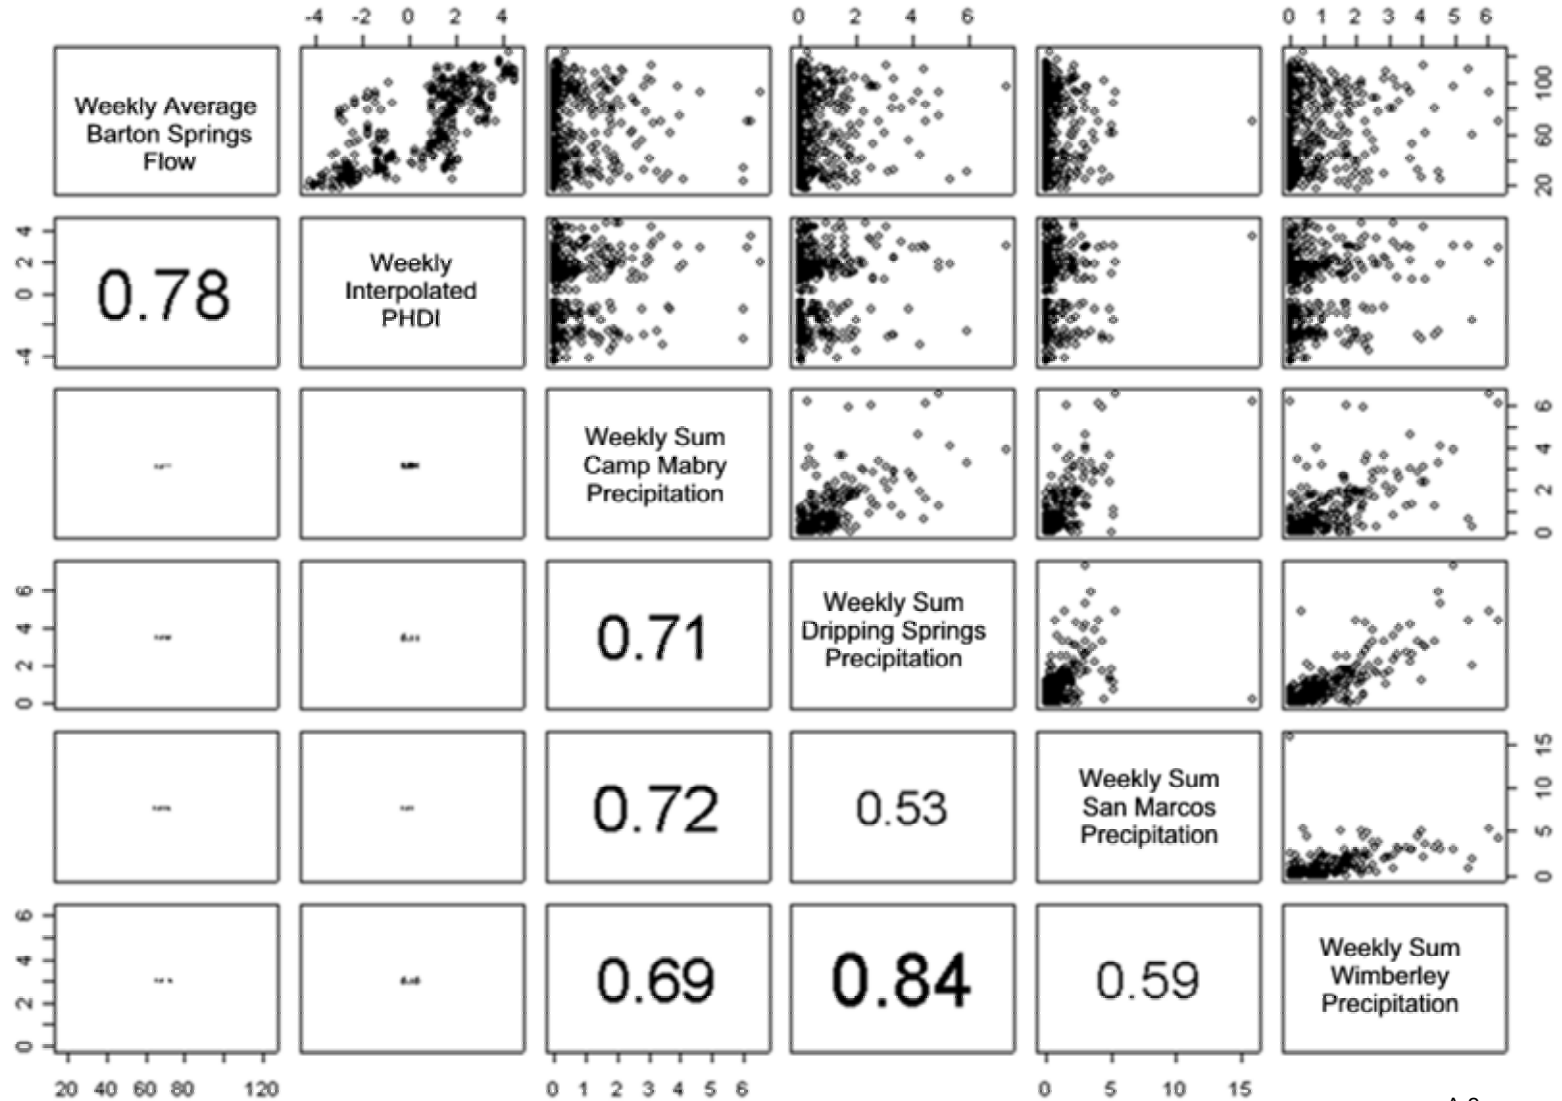 -4 -2 0 2 4
0 2 4 6
0 1 2 3 4 5 6
Weekly Average
Barton Springs
Flow
20 60 100
4 2 0 -4
0.78
Weekly
Interpolated
PHDI
Weekly Sum
Camp Mabry
Precipitation
0 2 4 6
6 4 2 0
0.71
Weekly Sum
Dripping Springs
Precipitation
0.72
0.53
Weekly Sum
San Marcos
Precipitation
0 5 10 15
6 4 2 0
0.69
0.84
0.59
Weekly Sum
Wimberley
Precipitation
20 40 60 80 120
0 1 2 3 4 5 6
0 5 10 15